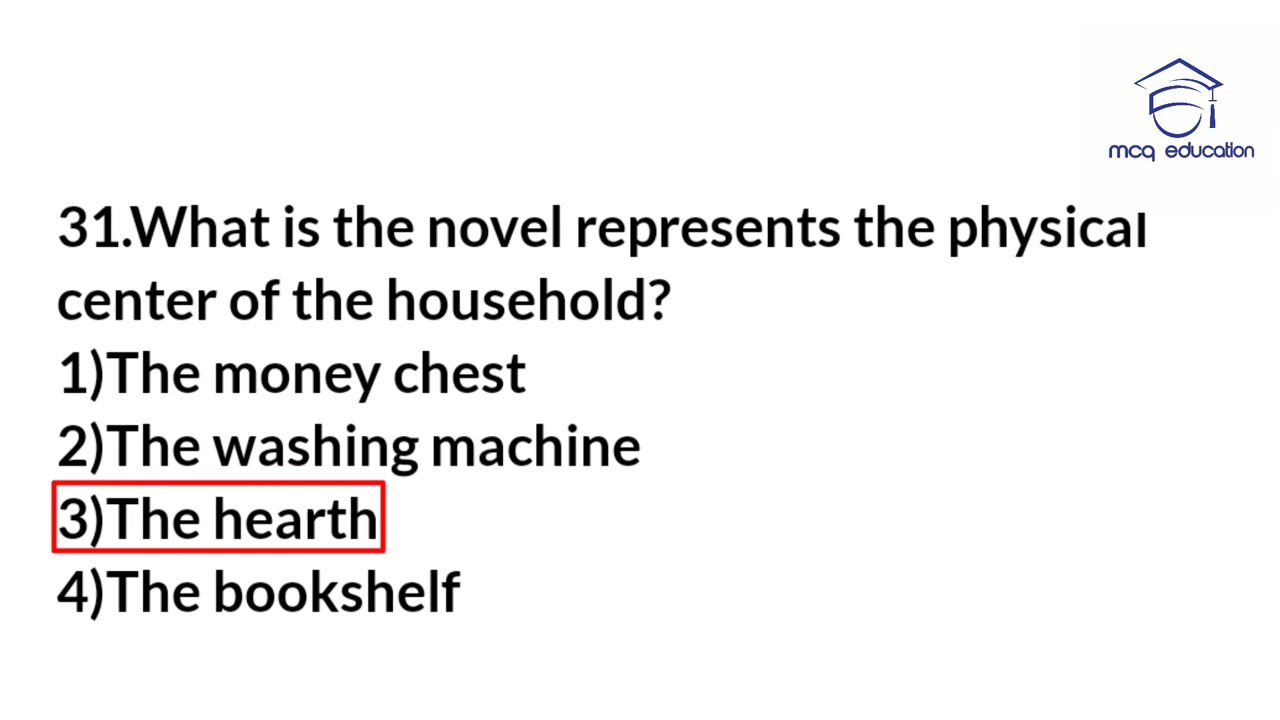 mcq education
31.What is the novel represents the physical
center of the household?
1)The money chest
2)The washing machine
3)The hearth
4)The bookshelf